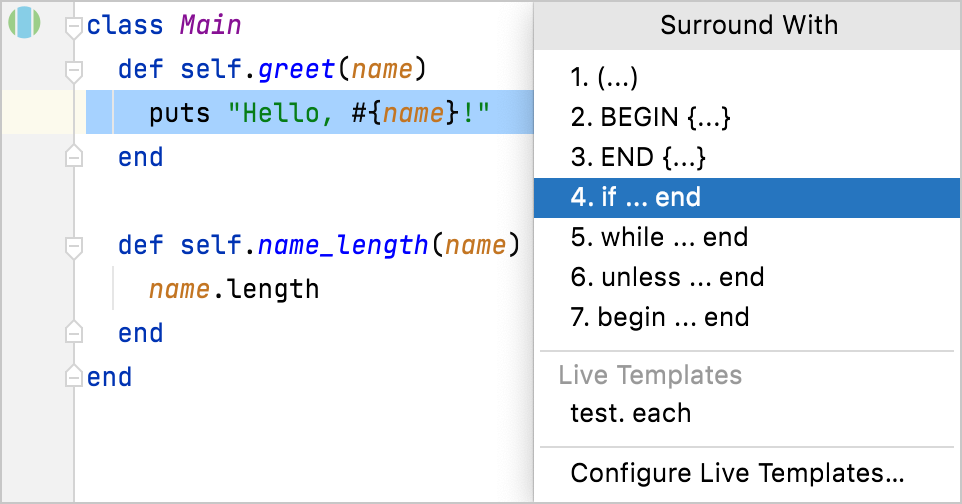 class Main
def self.greet(name)
puts "Hello, #{name}!"
end
def self.name_length(name)
name.length
end
end
Surround With
1. (...)
2. BEGIN {...}
3. END {...}
4. if ... end
5. while ... end
6. unless ... end
7. begin ... end
Live Templates
test. each
Configure Live Templates...